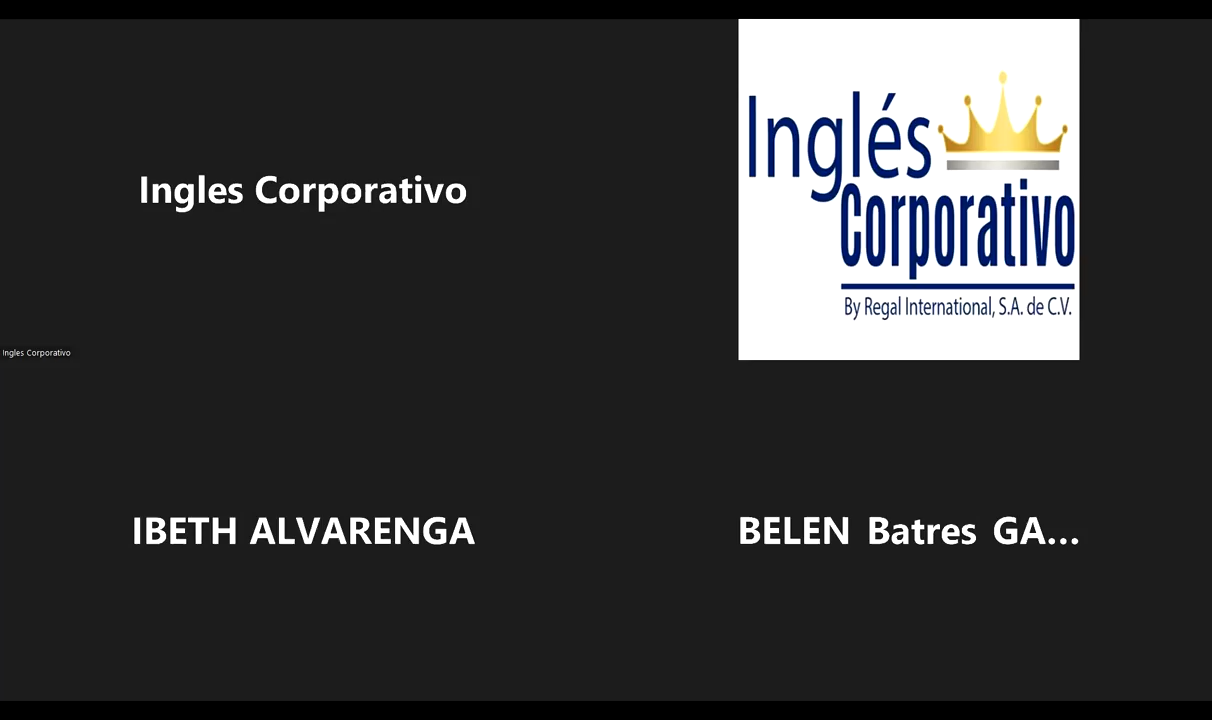 Ingles Corporativo
Inglés
Corporativo
By Regal International, S.A. de C.V.
Ingles Corporativo
IBETH ALVARENGA
BELEN Batres GA...